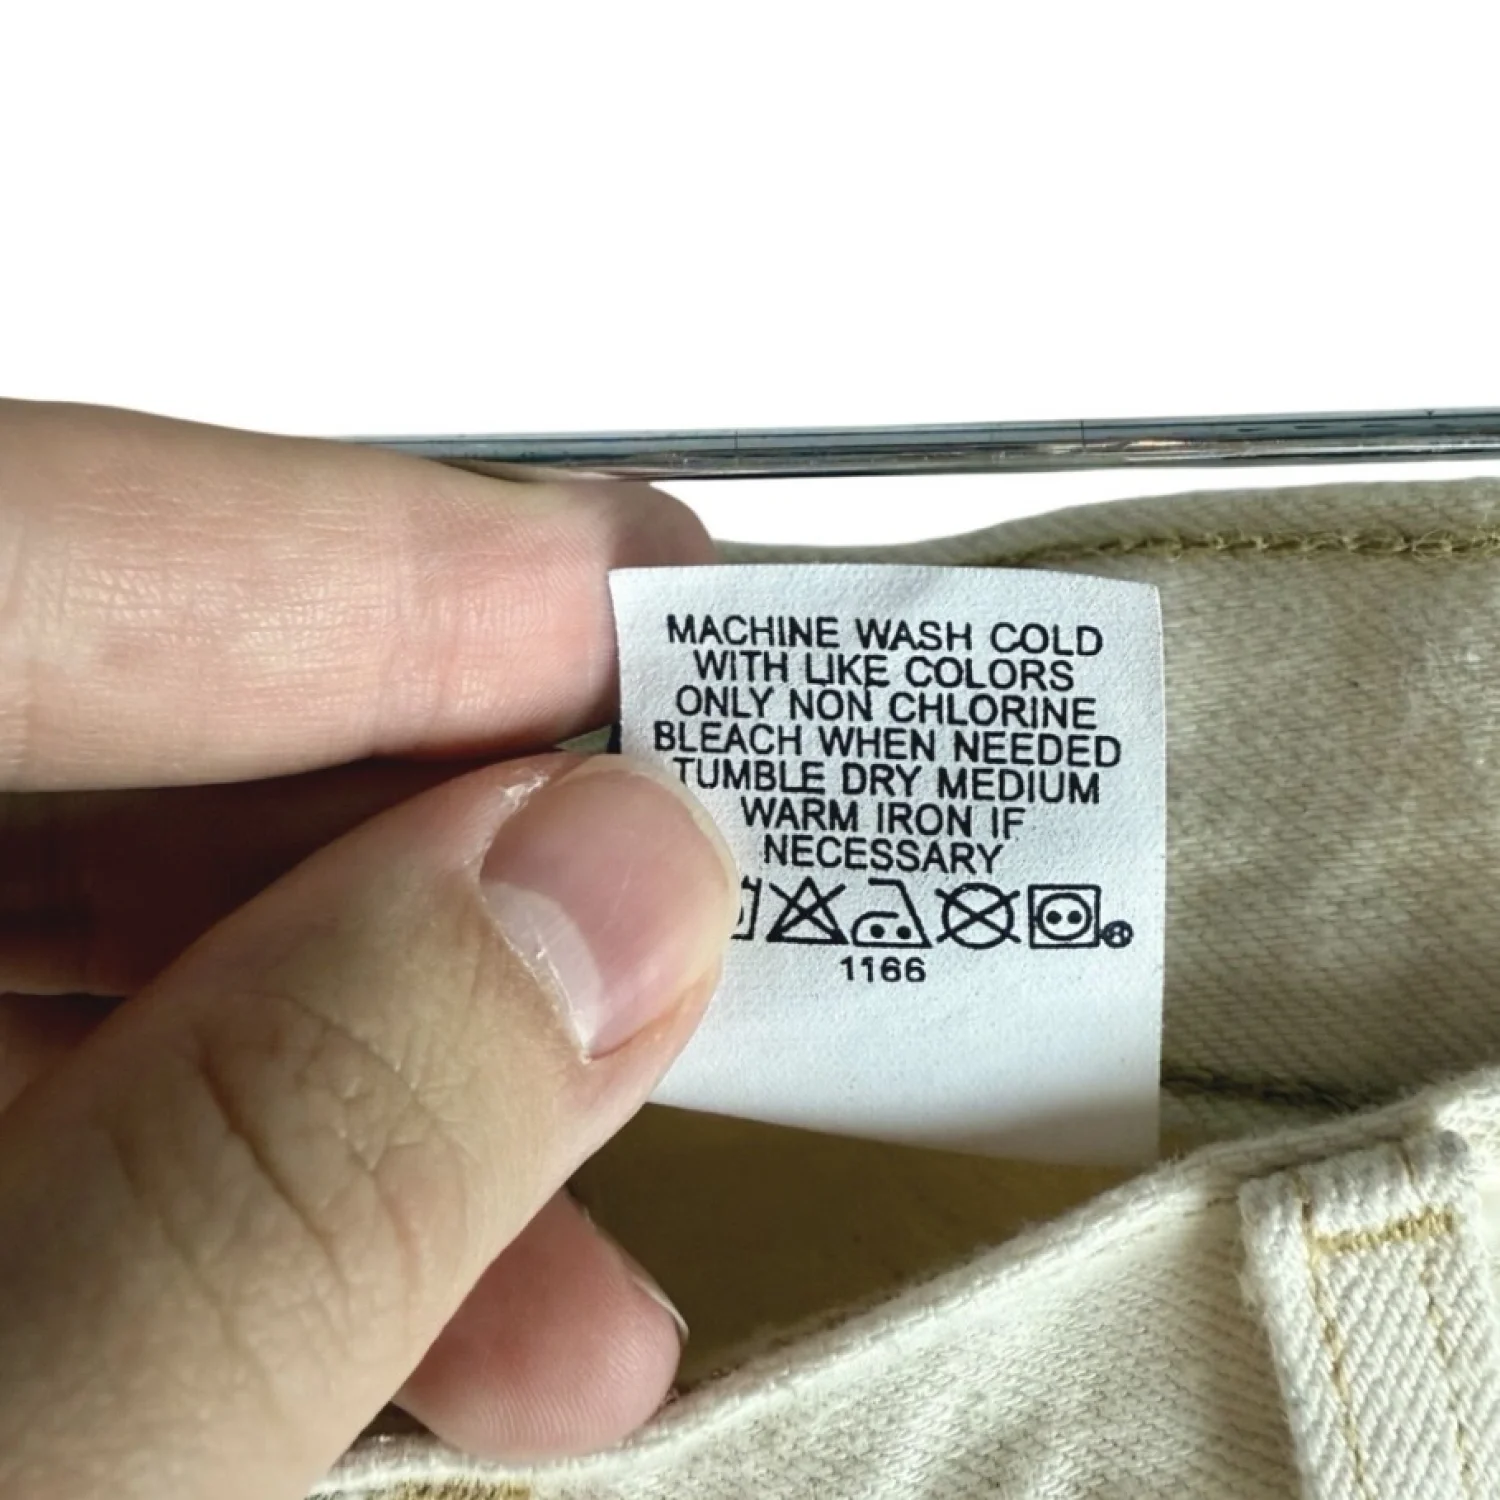 MACHINE WASH COLD
WITH LIKE COLORS
ONLY NON CHLORINE
BLEACH WHEN NEEDED
TUMBLE DRY MEDIUM
WARM IRON IF
NECESSARY
1166